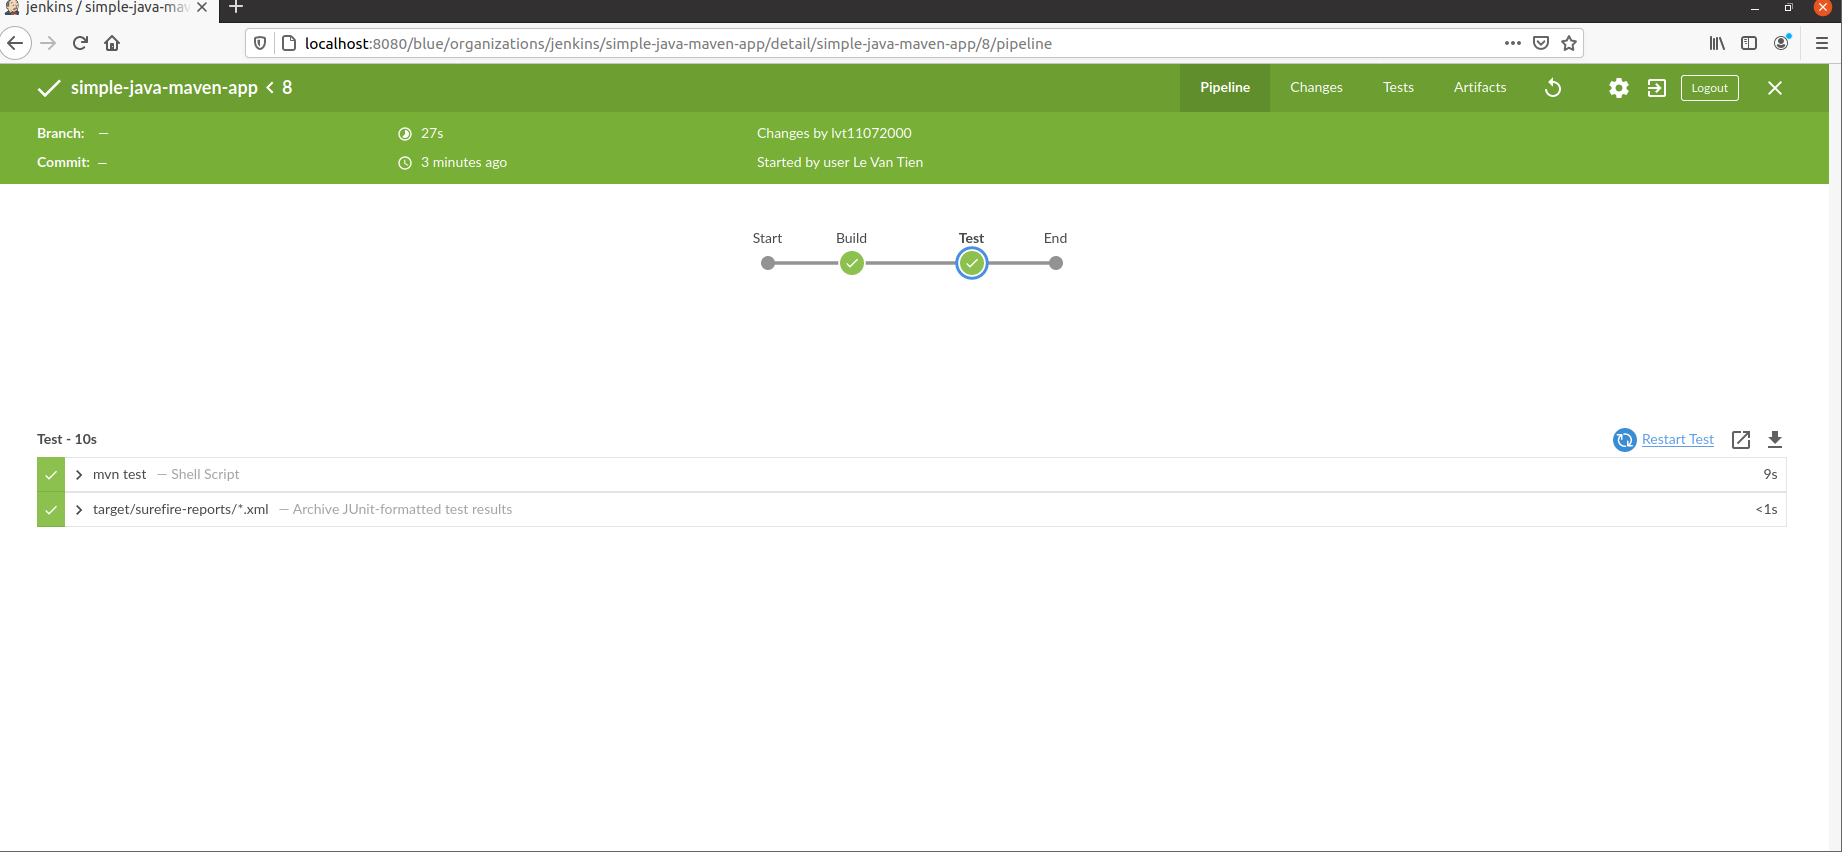 jenkins / simple-java-mav
localhost:8080/blue/organizations/jenkins/simple-java-maven-app/detail/simple-java-maven-app/8/pipeline
simple-java-maven-app < 8
Pipeline Changes Tests Artifacts Logout
Branch: — 27s Changes by lvt11072000
Commit: — 3 minutes ago Started by user Le Van Tien
Start Build Test End
Test - 10s Restart Test
mvn test — Shell Script 9s
target/surefire-reports/*.xml — Archive JUnit-formatted test results <1s